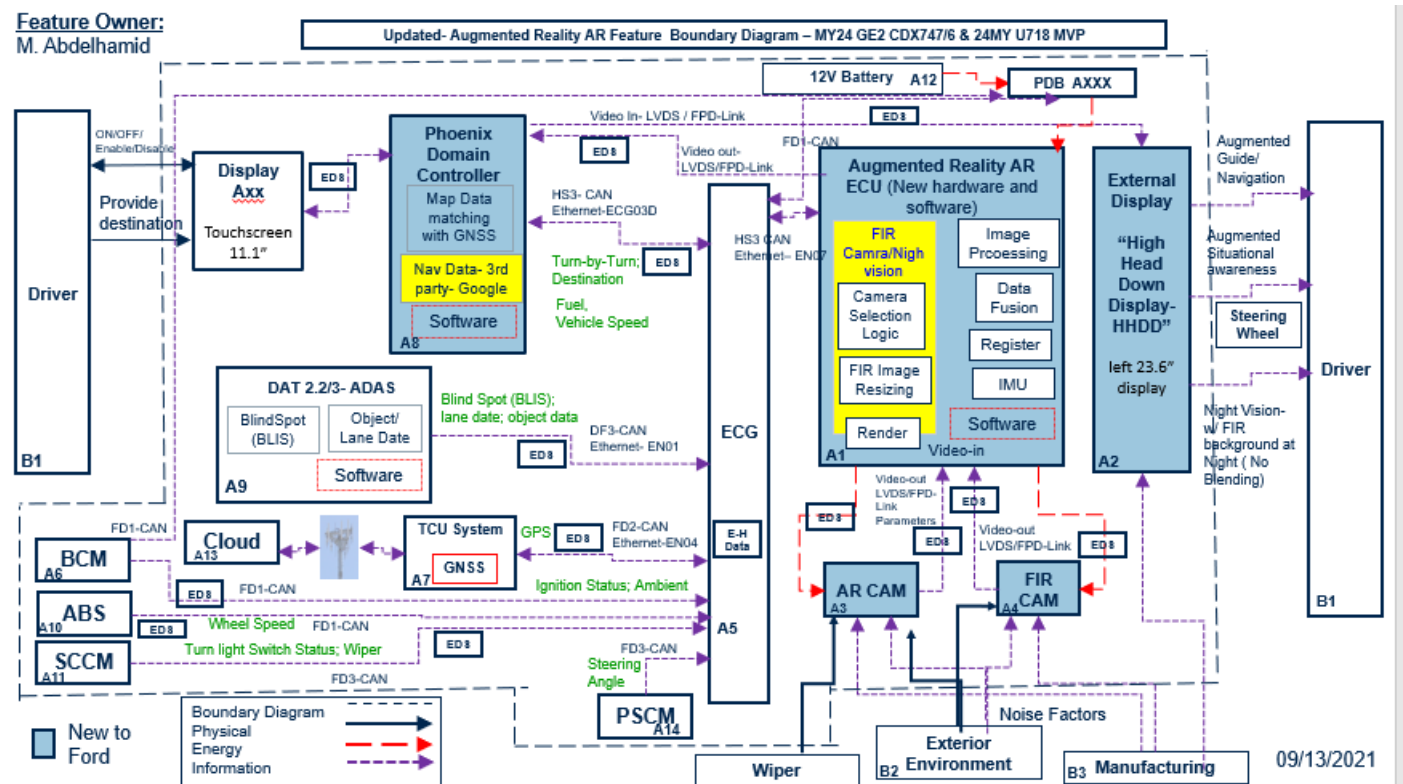 Feature Owner:
M. Abdelhamid
Updated- Augmented Reality AR Feature Boundary Diagram – MY24 GE2 CDX747/6 & 24MY U718 MVP
12V Battery
A12
PDB AXXX
Driver
B1
ON/OFF/
Enable/Disable
Provide
destination
Display
Axx
Touchscreen
11.1"
ED8
Phoenix
Domain
Controller
Map Data
matching
with GNSS
Nav Data- 3rd
party- Google
Software
A8
Video In- LVDS / FPD-Link
ED8
ED8
Video out-
LVDS/FPD-Link
FD1-CAN
HS3- CAN
Ethernet-ECG03D
ED8
Turn-by-Turn;
Destination
Fuel,
Vehicle Speed
HS3 CAN
Ethernet– EN07
ECG
E-H
Data
A5
Augmented Reality AR
ECU (New hardware and
software)
FIR
Camra/Nigh
vision
Camera
Selection
Logic
FIR Image
Resizing
Render
Image
Prcoessing
Data
Fusion
Register
IMU
Software
A1
Video-in
External
Display
"High
Head
Down
Display-
HHDD"
left 23.6"
display
A2
Augmented
Guide/
Navigation
Augmented
Situational
awareness
Steering
Wheel
Night Vision-
w/ FIR
background at
Night ( No
Blending)
Driver
B1
DAT 2.2/3- ADAS
BlindSpot
(BLIS)
Object/
Lane Date
Software
A9
Blind Spot (BLIS);
lane date; object data
DF3-CAN
Ethernet- EN01
ED8
Cloud
A13
TCU System
GNSS
A7
GPS
ED8
FD2-CAN
Ethernet-EN04
FD1-CAN
BCM
A6
ED8
FD1-CAN
Ignition Status; Ambient
ABS
A10
ED8
Wheel Speed
FD1-CAN
ED8
SCCM
A11
Turn light Switch Status; Wiper
FD3-CAN
FD3-CAN
Steering
Angle
PSCM
A14
Video-out
LVDS/FPD-
Link
Parameters
ED8
ED8
ED8
Video-out
LVDS/FPD-Link
ED8
AR CAM
A3
FIR
CAM
A4
Noise Factors
Wiper
Exterior
Environment
B2
Manufacturing
B3
New to
Ford
Boundary Diagram
Physical
Energy
Information
09/13/2021